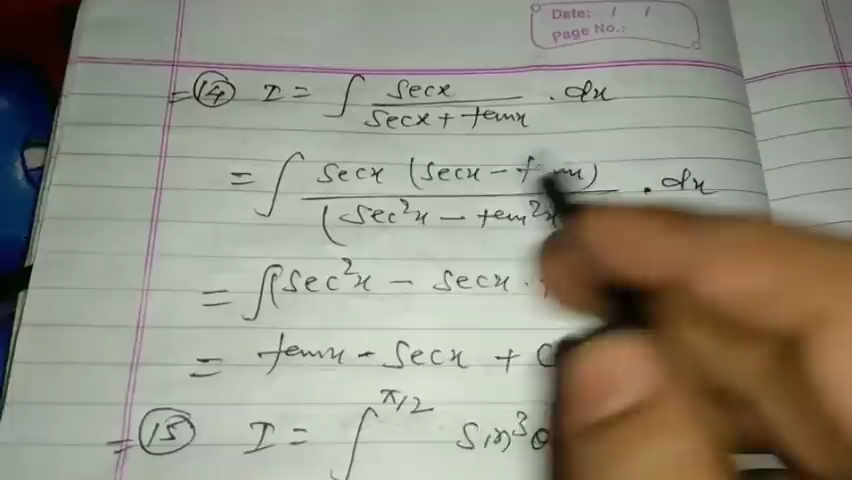 Date: / /
Page No.:
= (14) I = ∫ secx / (secx + tanx) . dx
= ∫ secx (secx - tanx) / (sec²x - tan²x . dx
= ∫(sec²x - secx .
= tanx - secx + C
= (15) I = ∫ π/2 sin³θ